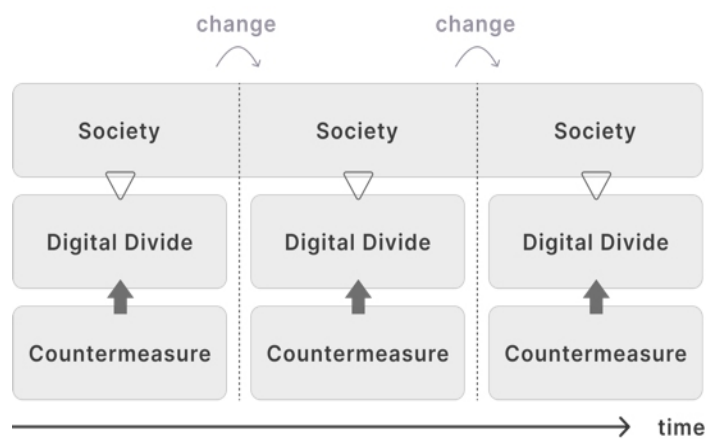 change change
Society Society Society
Digital Divide Digital Divide Digital Divide
Countermeasure Countermeasure Countermeasure
time